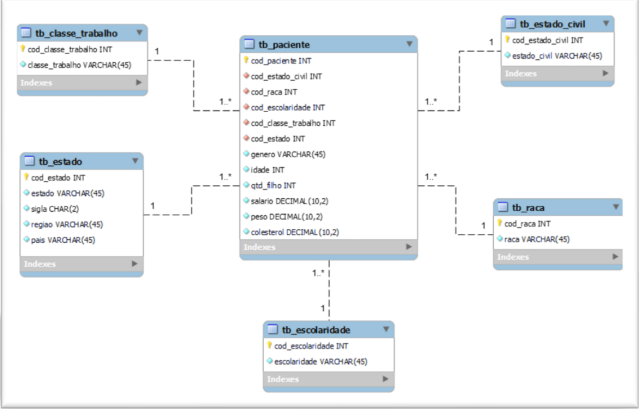 tb_classe_trabalho
cod_classe_trabalho INT
classe_trabalho VARCHAR(45)
Indexes
1
1..*
tb_paciente
cod_paciente INT
cod_estado_civil INT
cod_raca INT
cod_escolaridade INT
cod_classe_trabalho INT
cod_estado INT
genero VARCHAR(45)
idade INT
qtd_filho INT
salario DECIMAL(10,2)
peso DECIMAL(10,2)
colesterol DECIMAL(10,2)
Indexes
tb_estado_civil
cod_estado_civil INT
estado_civil VARCHAR(45)
Indexes
1
1..*
tb_estado
cod_estado INT
estado VARCHAR(45)
sigla CHAR(2)
regiao VARCHAR(45)
pais VARCHAR(45)
Indexes
1
1..*
tb_raca
cod_raca INT
raca VARCHAR(45)
Indexes
1
1..*
1..*
1
tb_escolaridade
cod_escolaridade INT
escolaridade VARCHAR(45)
Indexes